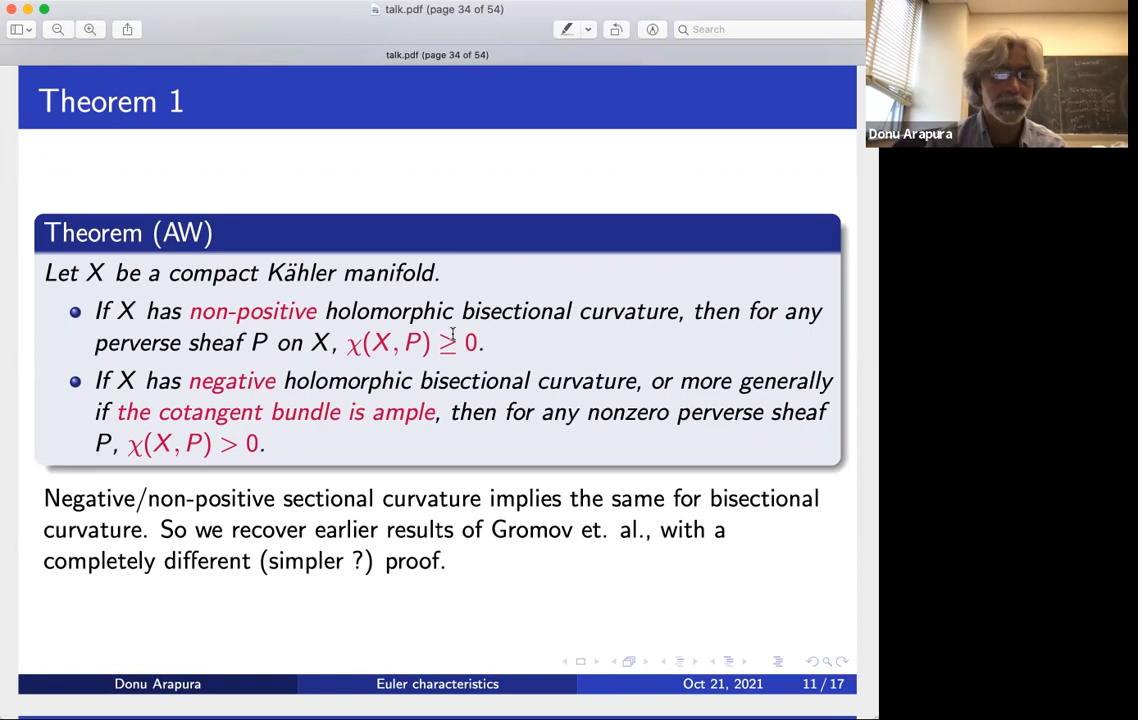 talk.pdf (page 34 of 54)
Search
talk.pdf (page 34 of 54)
Donu Arapura
Theorem 1
Theorem (AW)
Let X be a compact Kähler manifold.
If X has non-positive holomorphic bisectional curvature, then for any
perverse sheaf P on X, χ(X, P) ≥ 0.
If X has negative holomorphic bisectional curvature, or more generally
if the cotangent bundle is ample, then for any nonzero perverse sheaf
P, χ(X, P) > 0.
Negative/non-positive sectional curvature implies the same for bisectional
curvature. So we recover earlier results of Gromov et. al., with a
completely different (simpler ?) proof.
Donu Arapura Euler characteristics Oct 21, 2021 11 / 17